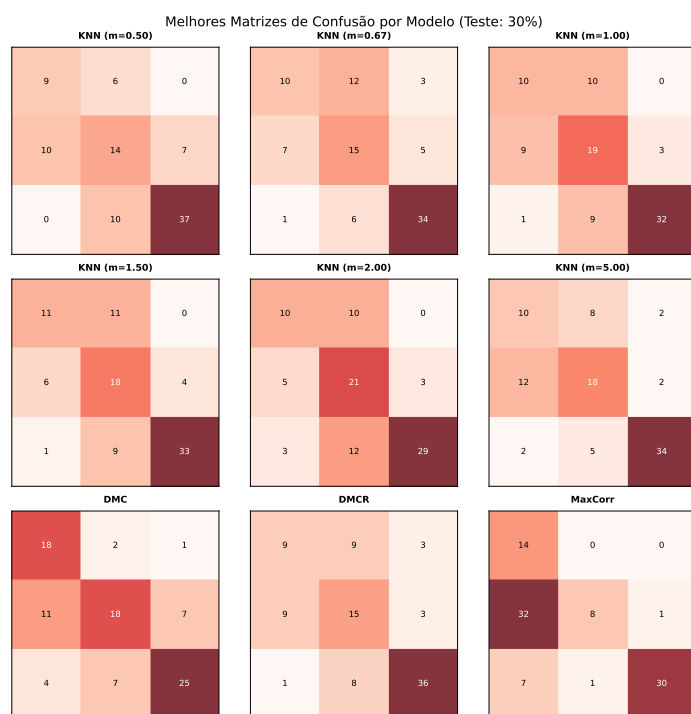 Melhores Matrizes de Confusão por Modelo (Teste: 30%)
KNN (m=0.50) KNN (m=0.67) KNN (m=1.00)
9 6 0 10 12 3 10 10 0
10 14 7 7 15 5 9 19 3
0 10 37 1 6 34 1 9 32
KNN (m=1.50) KNN (m=2.00) KNN (m=5.00)
11 11 0 10 10 0 10 8 2
6 18 4 5 21 3 12 18 2
1 9 33 3 12 29 2 5 34
DMC DMCR MaxCorr
18 2 1 9 9 3 14 0 0
11 18 7 9 15 3 32 8 1
4 7 25 1 8 36 7 1 30